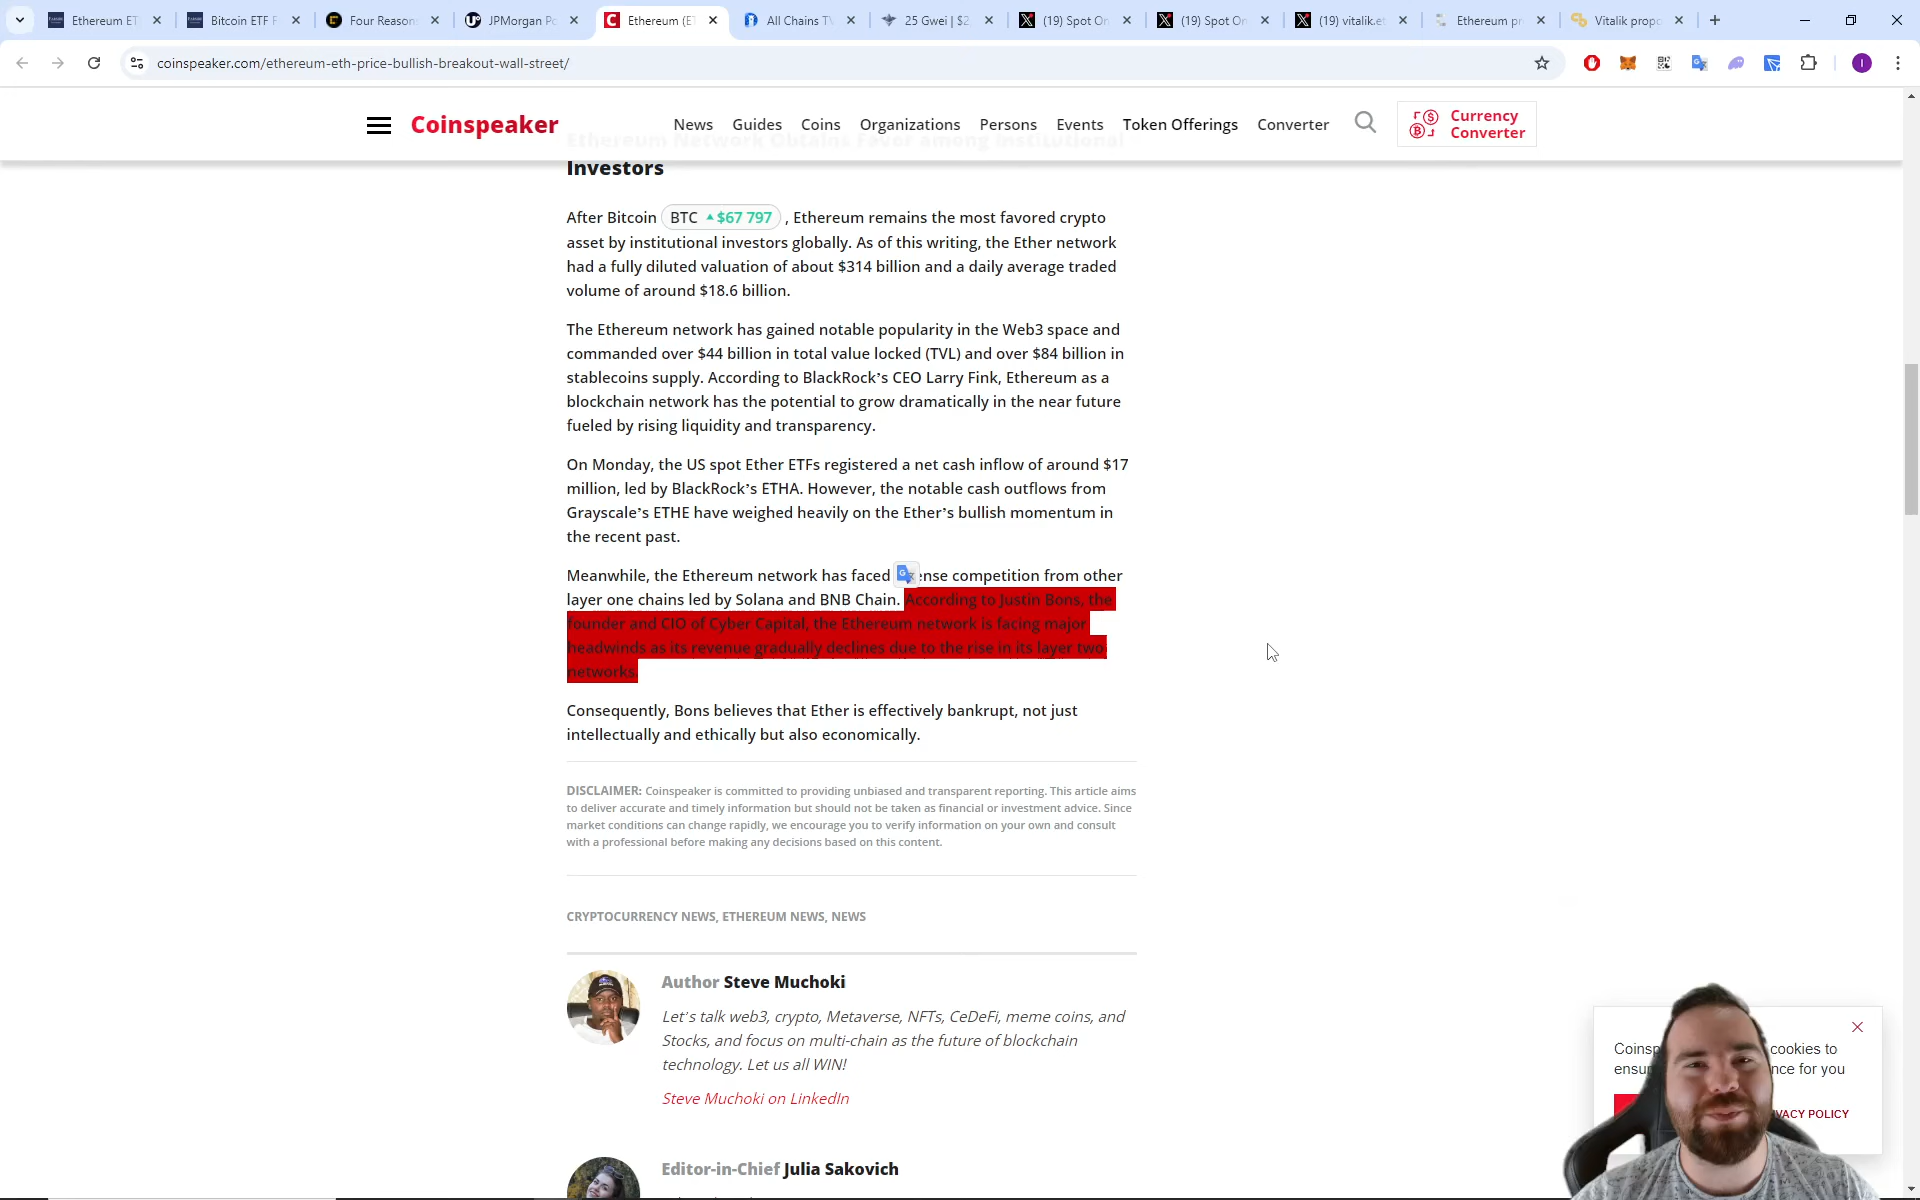 Ethereum ET
Bitcoin ETF F
Four Reason
JPMorgan Po
Ethereum (ET
All Chains TV
25 Gwei | $2
(19) Spot On
(19) Spot On
(19) vitalik.et
Ethereum pr
Vitalik propo
coinspeaker.com/ethereum-eth-price-bullish-breakout-wall-street/
Coinspeaker
News
Guides
Coins
Organizations
Persons
Events
Token Offerings
Converter
Currency
Converter
Ethereum Network Obtains Favor among Institutional
Investors
After Bitcoin BTC $67 797 , Ethereum remains the most favored crypto
asset by institutional investors globally. As of this writing, the Ether network
had a fully diluted valuation of about $314 billion and a daily average traded
volume of around $18.6 billion.
The Ethereum network has gained notable popularity in the Web3 space and
commanded over $44 billion in total value locked (TVL) and over $84 billion in
stablecoins supply. According to BlackRock’s CEO Larry Fink, Ethereum as a
blockchain network has the potential to grow dramatically in the near future
fueled by rising liquidity and transparency.
On Monday, the US spot Ether ETFs registered a net cash inflow of around $17
million, led by BlackRock’s ETHA. However, the notable cash outflows from
Grayscale’s ETHE have weighed heavily on the Ether’s bullish momentum in
the recent past.
Meanwhile, the Ethereum network has faced ense competition from other
layer one chains led by Solana and BNB Chain. According to Justin Bons, the
founder and CIO of Cyber Capital, the Ethereum network is facing major
headwinds as its revenue gradually declines due to the rise in its layer two
networks.
Consequently, Bons believes that Ether is effectively bankrupt, not just
intellectually and ethically but also economically.
DISCLAIMER: Coinspeaker is committed to providing unbiased and transparent reporting. This article aims
to deliver accurate and timely information but should not be taken as financial or investment advice. Since
market conditions can change rapidly, we encourage you to verify information on your own and consult
with a professional before making any decisions based on this content.
CRYPTOCURRENCY NEWS, ETHEREUM NEWS, NEWS
Author Steve Muchoki
Let’s talk web3, crypto, Metaverse, NFTs, CeDeFi, meme coins, and
Stocks, and focus on multi-chain as the future of blockchain
technology. Let us all WIN!
Steve Muchoki on LinkedIn
Editor-in-Chief Julia Sakovich
Coinsp cookies to
ensu nce for you
VACY POLICY